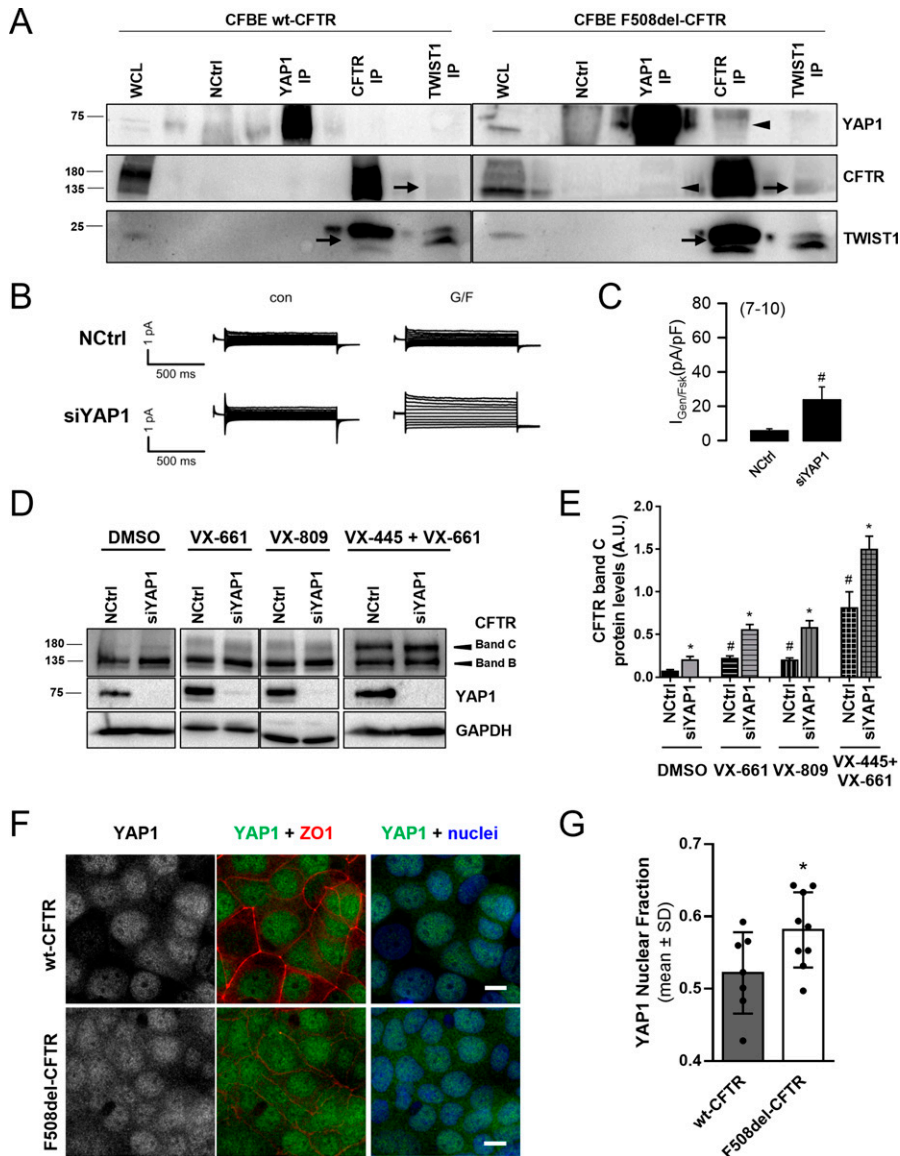 A
CFBE wt-CFTR
CFBE F508del-CFTR
WCL
NCtrl
YAP1 IP
CFTR IP
TWIST1 IP
WCL
NCtrl
YAP1 IP
CFTR IP
TWIST1 IP
75
YAP1
180
135
CFTR
25
TWIST1
B
con
G/F
NCtrl
1 pA
500 ms
siYAP1
1 pA
500 ms
C
(7-10)
I Gen/Fsk (pA/pF)
80
60
40
20
0
#
NCtrl
siYAP1
D
DMSO
VX-661
VX-809
VX-445 + VX-661
NCtrl
siYAP1
NCtrl
siYAP1
NCtrl
siYAP1
NCtrl
siYAP1
CFTR
180
135
Band C
Band B
75
YAP1
GAPDH
E
CFTR band C
protein levels (A.U.)
2.0
1.5
1.0
0.5
0.0
*
#
*
#
*
#
*
NCtrl
siYAP1
NCtrl
siYAP1
NCtrl
siYAP1
NCtrl
siYAP1
DMSO
VX-661
VX-809
VX-445+
VX-661
F
YAP1
YAP1 + ZO1
YAP1 + nuclei
wt-CFTR
F508del-CFTR
G
YAP1 Nuclear Fraction
(mean ± SD)
0.7
0.6
0.5
0.4
*
wt-CFTR
F508del-CFTR